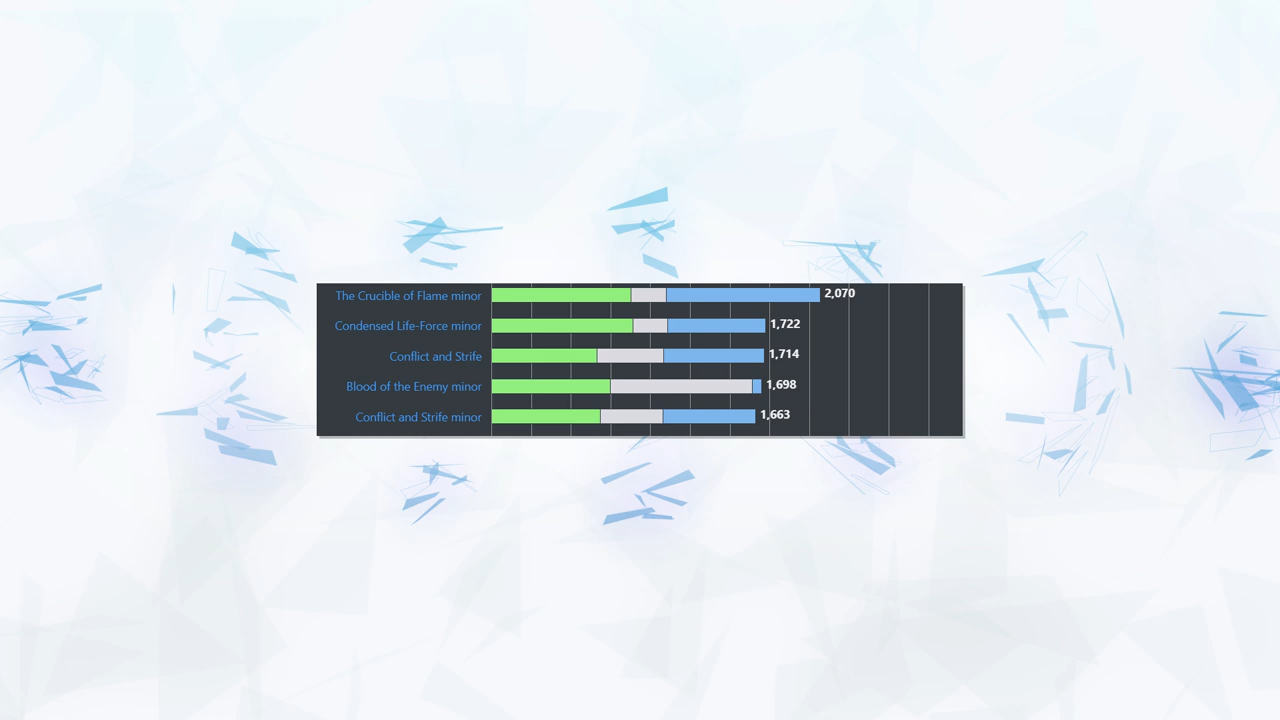 The Crucible of Flame minor 2,070
Condensed Life-Force minor 1,722
Conflict and Strife 1,714
Blood of the Enemy minor 1,698
Conflict and Strife minor 1,663